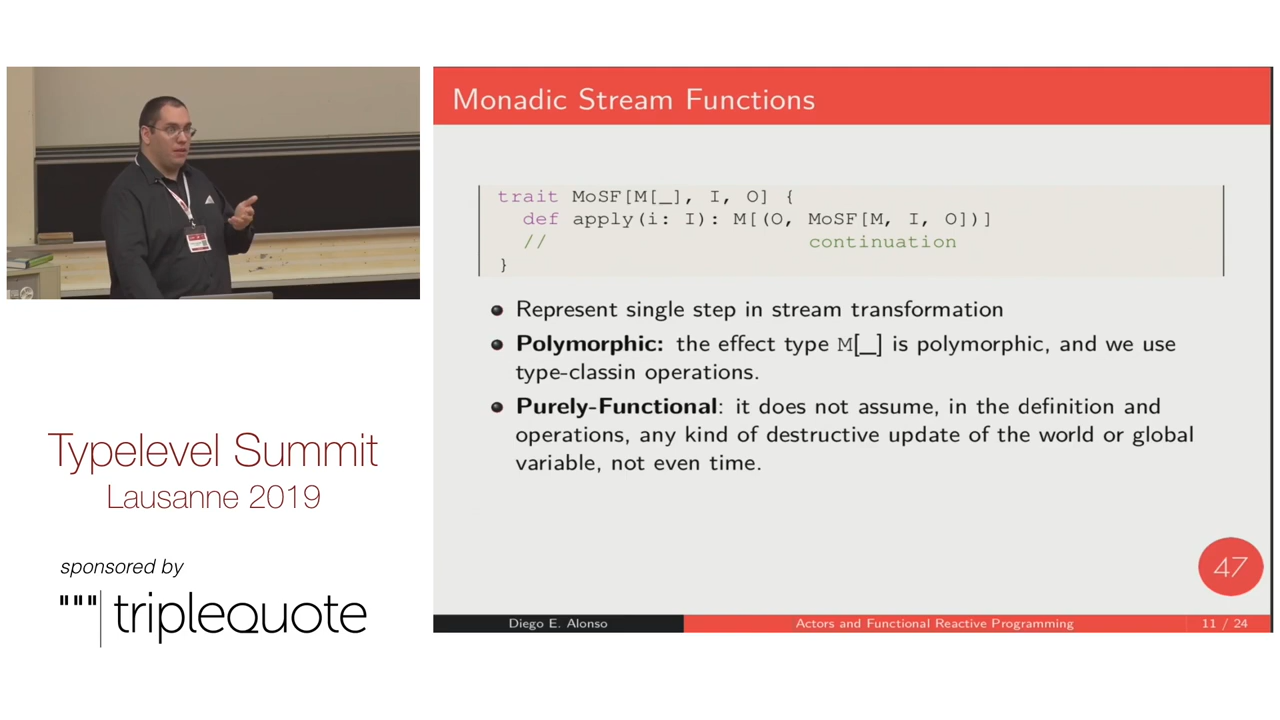 Monadic Stream Functions
trait MoSF[M[_], I, O] {
def apply(i: I): M[(O, MoSF[M, I, O])]
// continuation
}
Represent single step in stream transformation
Polymorphic: the effect type M[_] is polymorphic, and we use
type-classin operations.
Purely-Functional: it does not assume, in the definition and
operations, any kind of destructive update of the world or global
variable, not even time.
47
Diego E. Alonso
Actors and Functional Reactive Programming
11 / 24
Typelevel Summit
Lausanne 2019
sponsored by
"""|triplequote